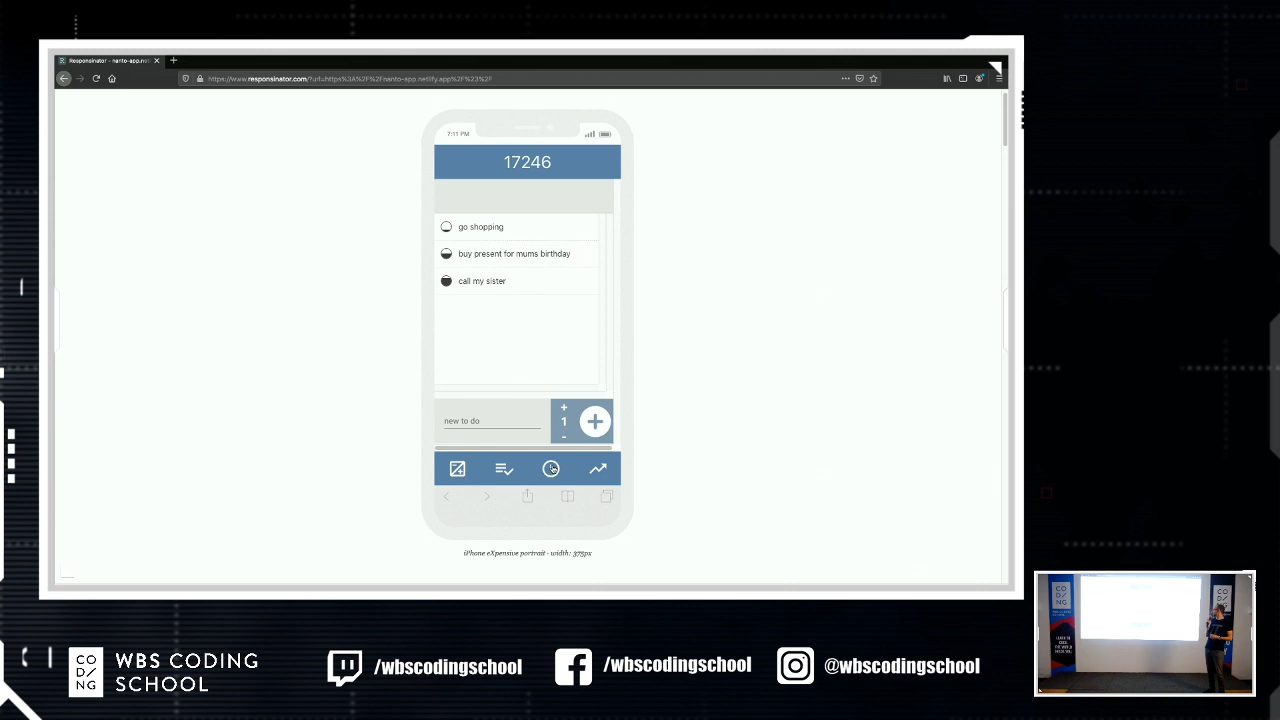 Responsinator - nanto-app.net
https://www.responsinator.com/?url=https%3A%2F%2Fnanto-app.netlify.app%2F%23%2F
7:11 PM
17246
go shopping
buy present for mums birthday
call my sister
new to do
+
1
-
iPhone eXpensive portrait - width: 375px
CO
DI/
NG
WBS CODING
SCHOOL
/wbscodingschool
/wbscodingschool
@wbscodingschool